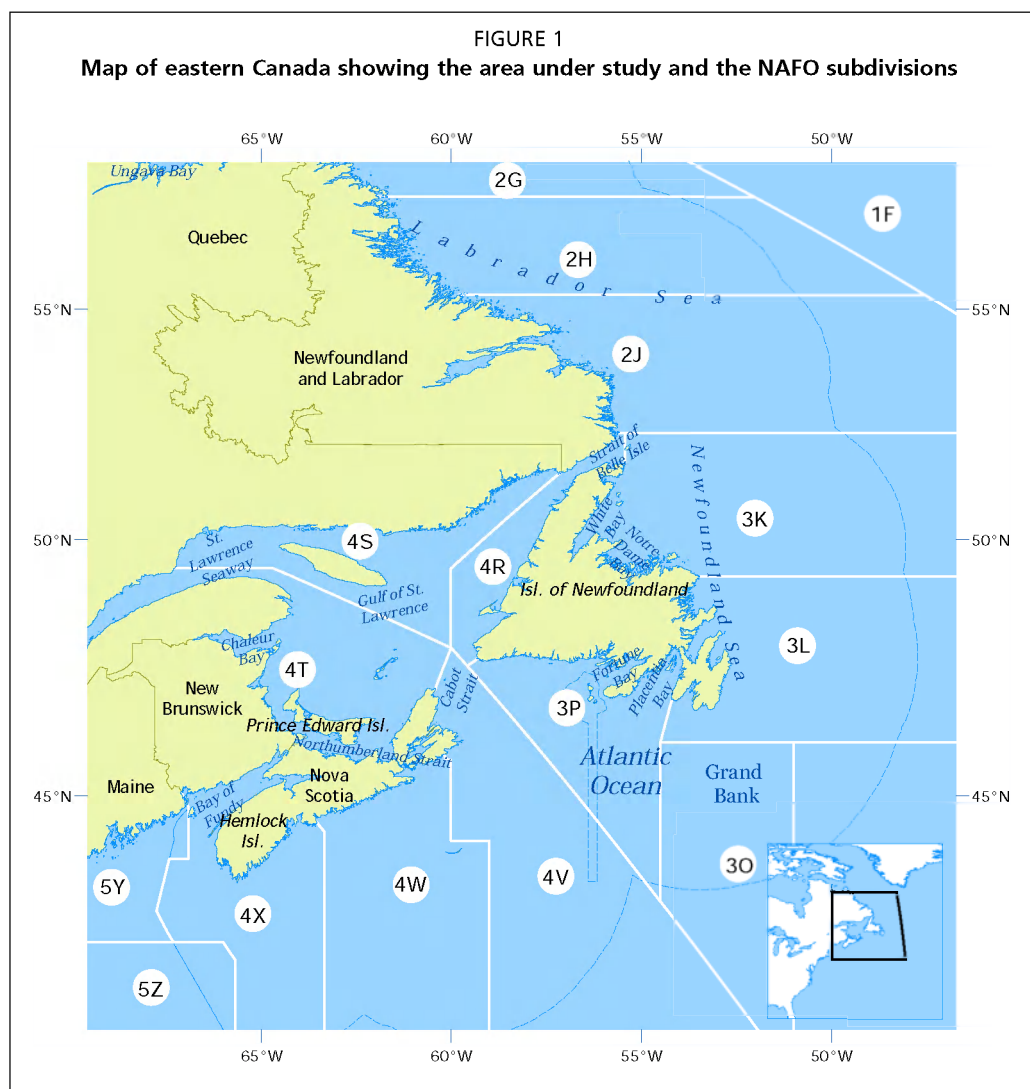 FIGURE 1
Map of eastern Canada showing the area under study and the NAFO subdivisions
65°W
60°W
55°W
50°W
Ungava Bay
2G
1F
Quebec
Labrador Sea
2H
55°N
55°N
2J
Newfoundland
and Labrador
Strait of
Belle Isle
Newfoundland Sea
3K
White
Bay
50°N
50°N
St.
Lawrence
Seaway
4S
4R
Notre
Dame
Bay
Gulf of St.
Lawrence
Isl. of Newfoundland
Chaleur
Bay
3L
4T
Cabot
Strait
Fortune
Bay
Placentia
Bay
New
Brunswick
3P
Prince Edward Isl.
Northumberland Strait
Atlantic
Ocean
Grand
Bank
Maine
Nova
Scotia
45°N
45°N
Bay of
Fundy
Hemlock
Isl.
3O
5Y
4X
4W
4V
5Z
65°W
60°W
55°W
50°W